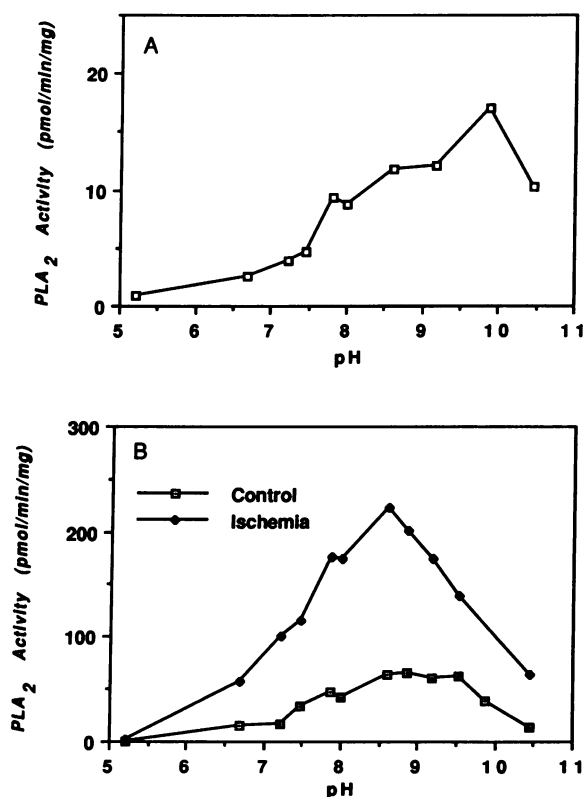 A
PLA2 Activity (pmol/min/mg)
20
10
0
5 6 7 8 9 10 11
pH
B
Control
Ischemia
PLA2 Activity (pmol/min/mg)
300
200
100
0
5 6 7 8 9 10 11
pH